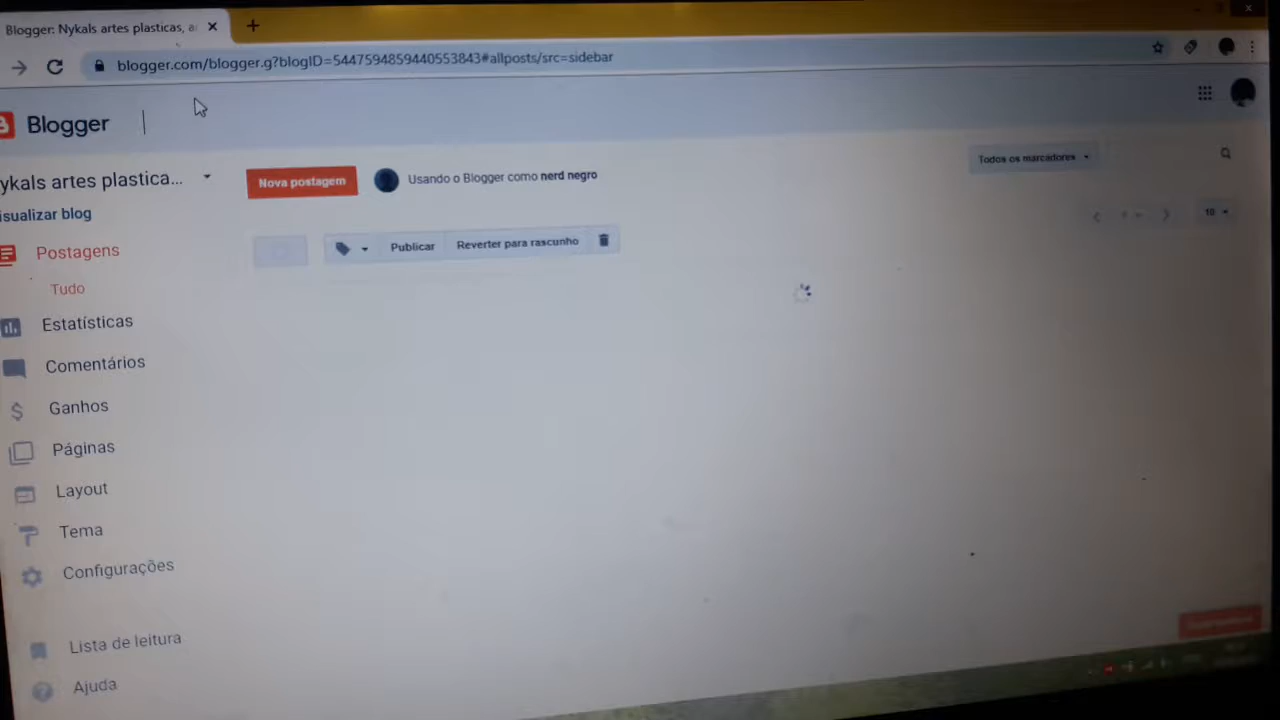 Blogger: Nykals artes plasticas, a
blogger.com/blogger.g?blogID=5447594859440553843#allposts/src=sidebar
Blogger
ykals artes plastica...
Nova postagem
Usando o Blogger como nerd negro
Todos os marcadores
isualizar blog
10
Postagens
Publicar
Reverter para rascunho
Tudo
Estatísticas
Comentários
Ganhos
Páginas
Layout
Tema
Configurações
Lista de leitura
Ajuda